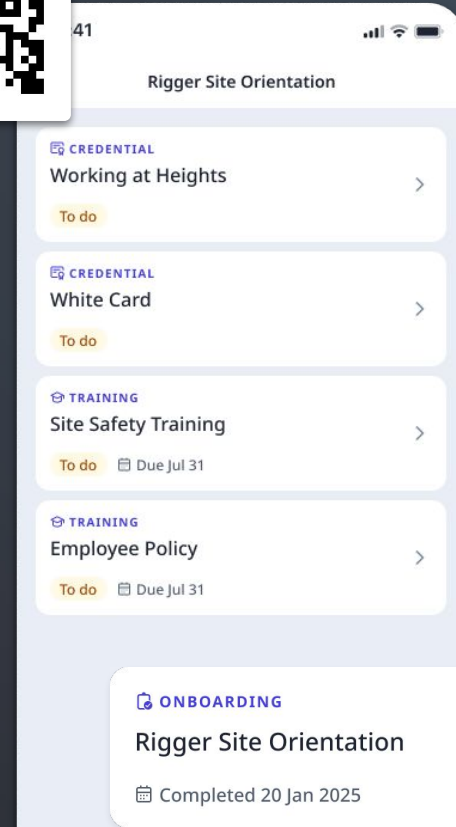 41
Rigger Site Orientation
CREDENTIAL
Working at Heights
To do
CREDENTIAL
White Card
To do
TRAINING
Site Safety Training
To do Due Jul 31
TRAINING
Employee Policy
To do Due Jul 31
ONBOARDING
Rigger Site Orientation
Completed 20 Jan 2025